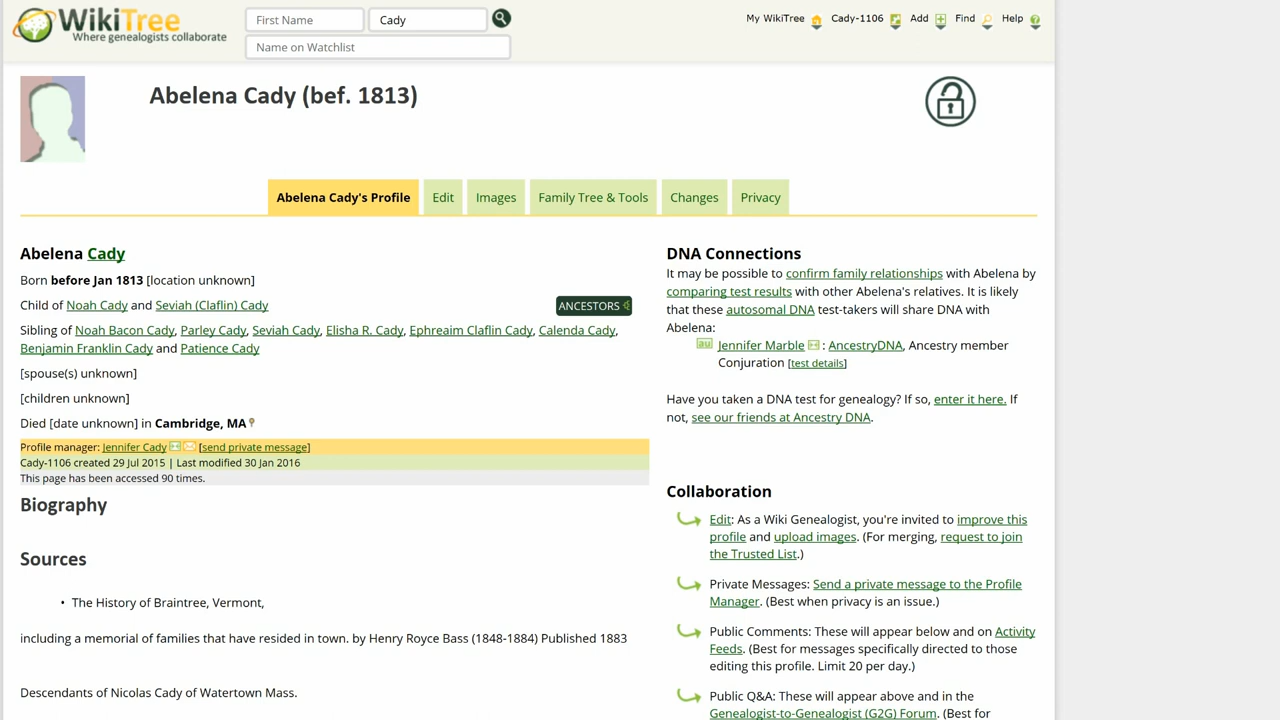 WikiTree
Where genealogists collaborate
First Name
Cady
Name on Watchlist
My WikiTree
Cady-1106
Add
Find
Help
Abelena Cady (bef. 1813)
Abelena Cady's Profile
Edit
Images
Family Tree & Tools
Changes
Privacy
Abelena Cady
Born before Jan 1813 [location unknown]
Child of Noah Cady and Seviah (Claflin) Cady
ANCESTORS
Sibling of Noah Bacon Cady, Parley Cady, Seviah Cady, Elisha R. Cady, Ephreaim Claflin Cady, Calenda Cady,
Benjamin Franklin Cady and Patience Cady
[spouse(s) unknown]
[children unknown]
Died [date unknown] in Cambridge, MA
Profile manager: Jennifer Cady [send private message]
Cady-1106 created 29 Jul 2015 | Last modified 30 Jan 2016
This page has been accessed 90 times.
Biography
Sources
• The History of Braintree, Vermont,
including a memorial of families that have resided in town. by Henry Royce Bass (1848-1884) Published 1883
Descendants of Nicolas Cady of Watertown Mass.
DNA Connections
It may be possible to confirm family relationships with Abelena by
comparing test results with other Abelena's relatives. It is likely
that these autosomal DNA test-takers will share DNA with
Abelena:
au Jennifer Marble : AncestryDNA, Ancestry member
Conjuration [test details]
Have you taken a DNA test for genealogy? If so, enter it here. If
not, see our friends at Ancestry DNA.
Collaboration
Edit: As a Wiki Genealogist, you're invited to improve this
profile and upload images. (For merging, request to join
the Trusted List.)
Private Messages: Send a private message to the Profile
Manager. (Best when privacy is an issue.)
Public Comments: These will appear below and on Activity
Feeds. (Best for messages specifically directed to those
editing this profile. Limit 20 per day.)
Public Q&A: These will appear above and in the
Genealogist-to-Genealogist (G2G) Forum. (Best for